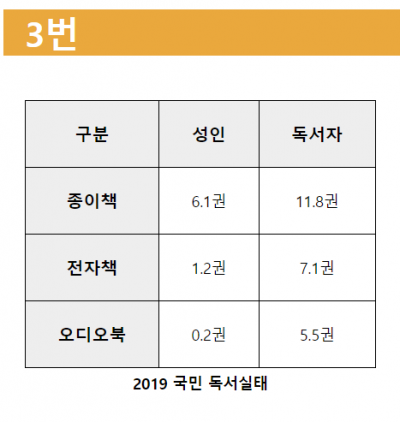 3번
구분 성인 독서자
종이책 6.1권 11.8권
전자책 1.2권 7.1권
오디오북 0.2권 5.5권
2019 국민 독서실태